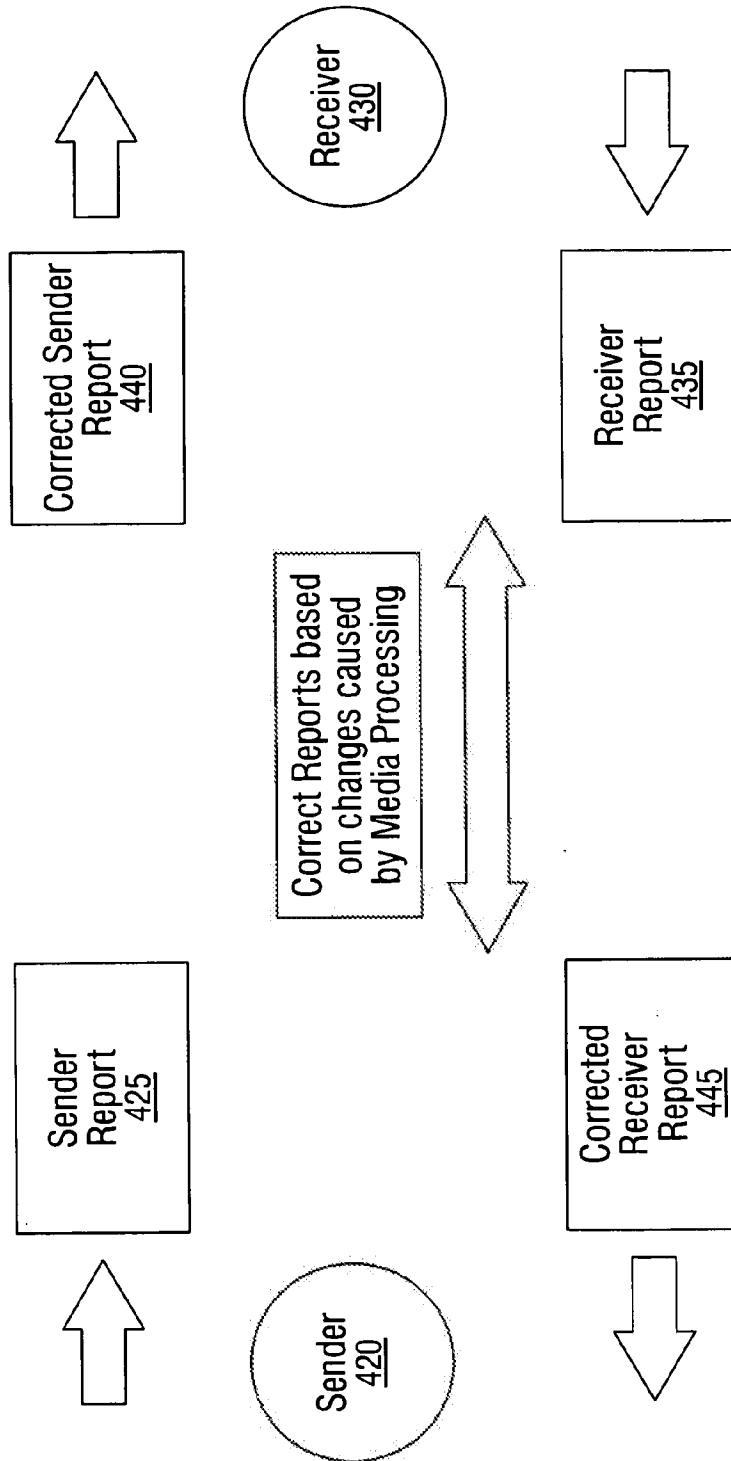 Sender
Report
425
Corrected Sender
Report
440
Correct Reports based
on changes caused
by Media Processing
Sender
420
Receiver
430
Corrected
Receiver
Report
445
Receiver
Report
435